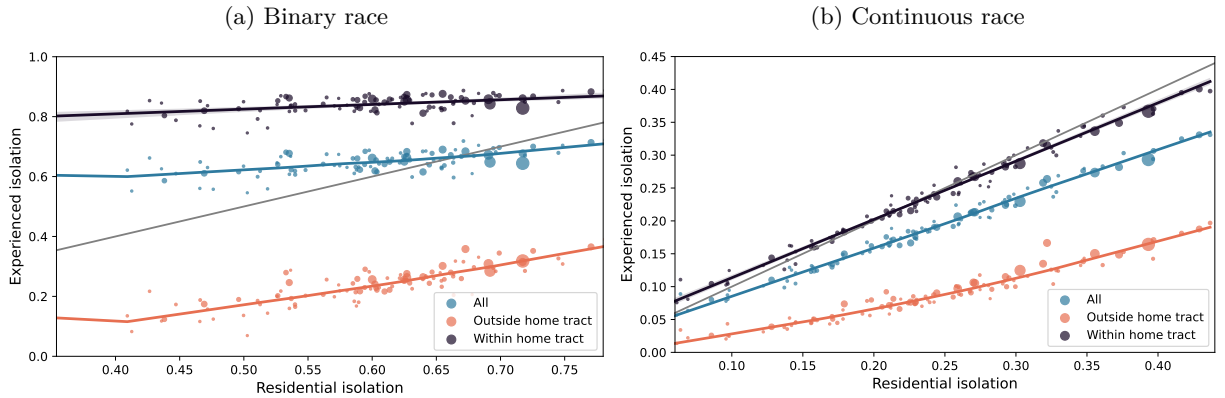 (a) Binary race
1.0
0.8
0.6
0.4
0.2
0.0
Experienced isolation
0.40 0.45 0.50 0.55 0.60 0.65 0.70 0.75
Residential isolation
All
Outside home tract
Within home tract
(b) Continuous race
0.45
0.40
0.35
0.30
0.25
0.20
0.15
0.10
0.05
0.00
Experienced isolation
0.10 0.15 0.20 0.25 0.30 0.35 0.40
Residential isolation
All
Outside home tract
Within home tract